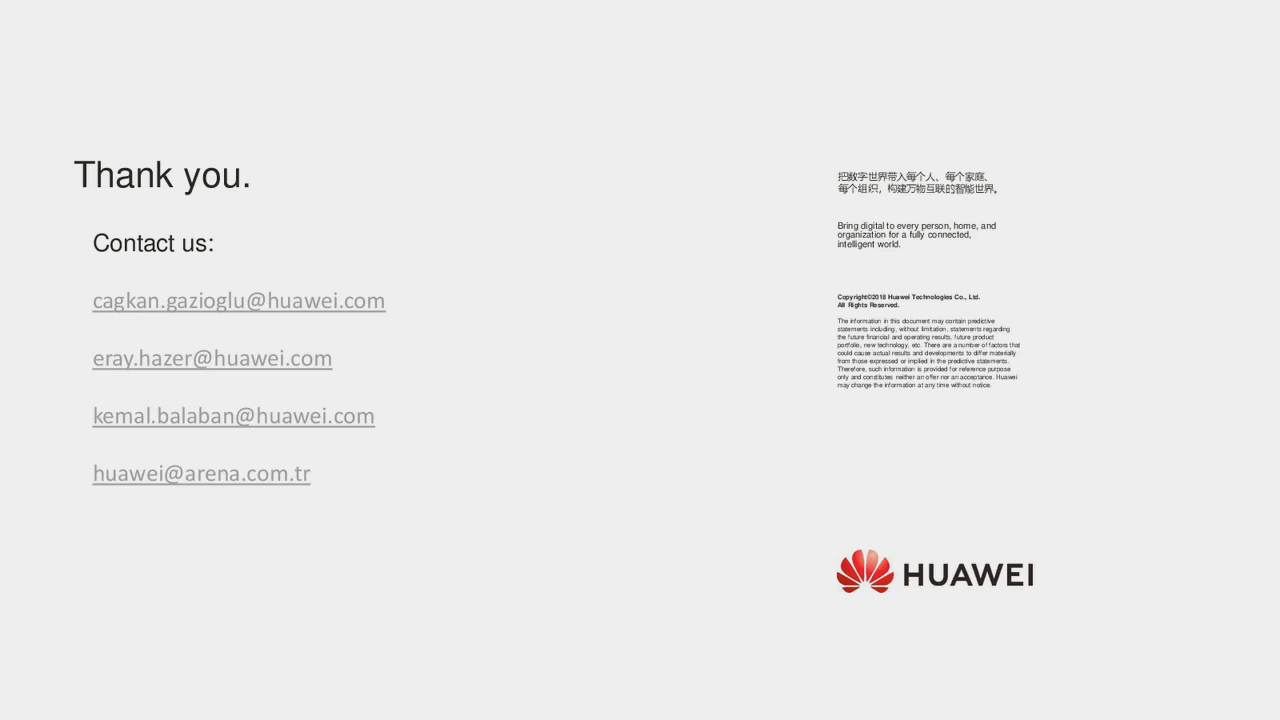 Thank you.
Contact us:
cagkan.gazioglu@huawei.com
eray.hazer@huawei.com
kemal.balaban@huawei.com
huawei@arena.com.tr
把数字世界带入每个人、每个家庭、
每个组织，构建万物互联的智能世界。
Bring digital to every person, home, and
organization for a fully connected,
intelligent world.
Copyright©2018 Huawei Technologies Co., Ltd.
All Rights Reserved.
The information in this document may contain predictive
statements including, without limitation, statements regarding
the future financial and operating results, future product
portfolio, new technology, etc. There are a number of factors that
could cause actual results and developments to differ materially
from those expressed or implied in the predictive statements.
Therefore, such information is provided for reference purpose
only and constitutes neither an offer nor an acceptance. Huawei
may change the information at any time without notice.
HUAWEI